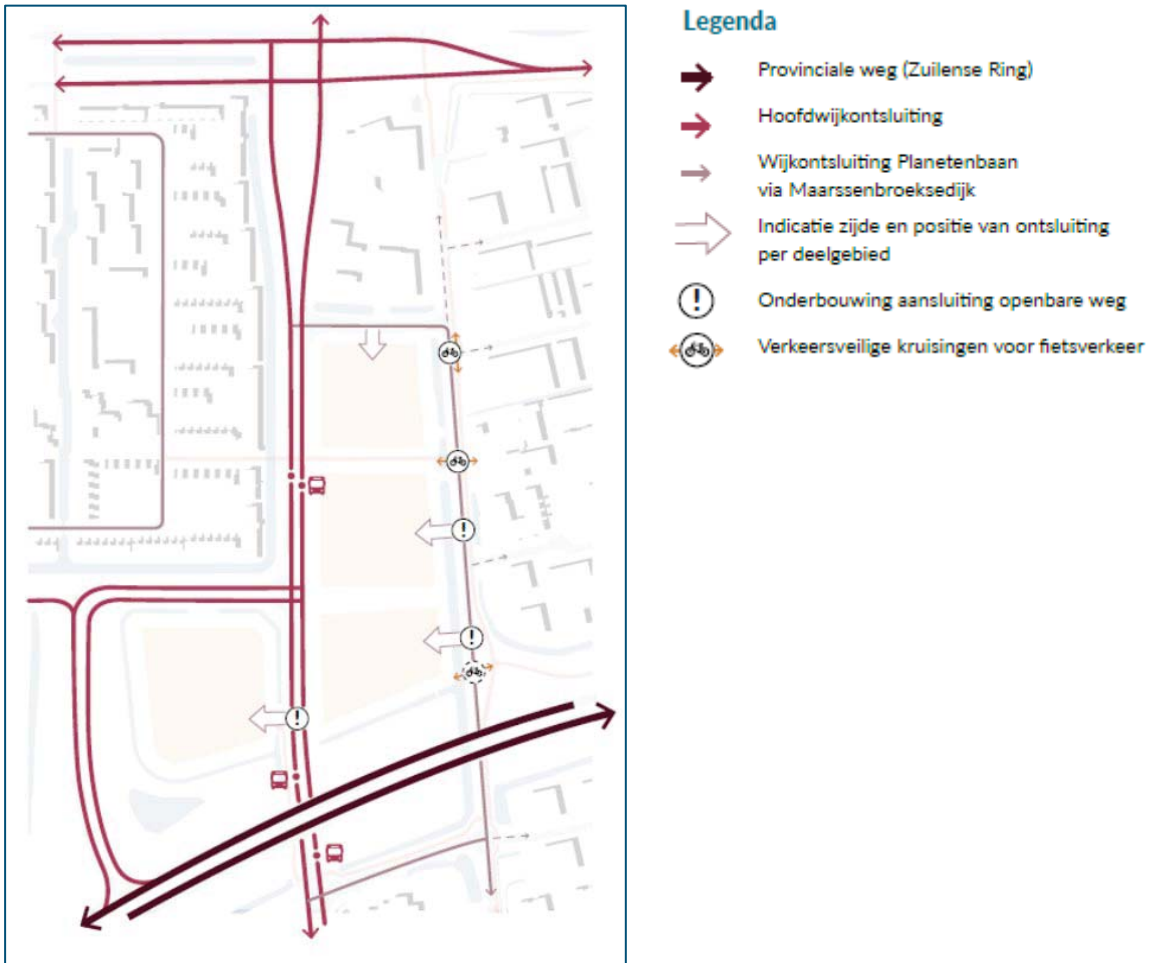 Legenda
Provinciale weg (Zuilense Ring)
Hoofdwijkontsluiting
Wijkontsluiting Planetenbaan
via Maarssenbroeksedijk
Indicatie zijde en positie van ontsluiting
per deelgebied
! Onderbouwing aansluiting openbare weg
Verkeersveilige kruisingen voor fietsverkeer
!
!
!